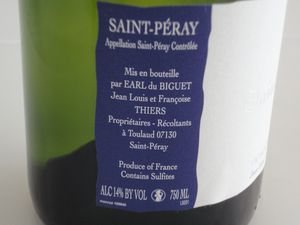 SAINT-PÉRAY
Appellation Saint-Péray Contrôlée
Mis en bouteille
par EARL du BIGUET
Jean Louis et Françoise
THIERS
Propriétaires - Récoltants
à Toulaud 07130
Saint-Péray
Produce of France
Contains Sulfites
ALC 14% BY VOL 750 ML